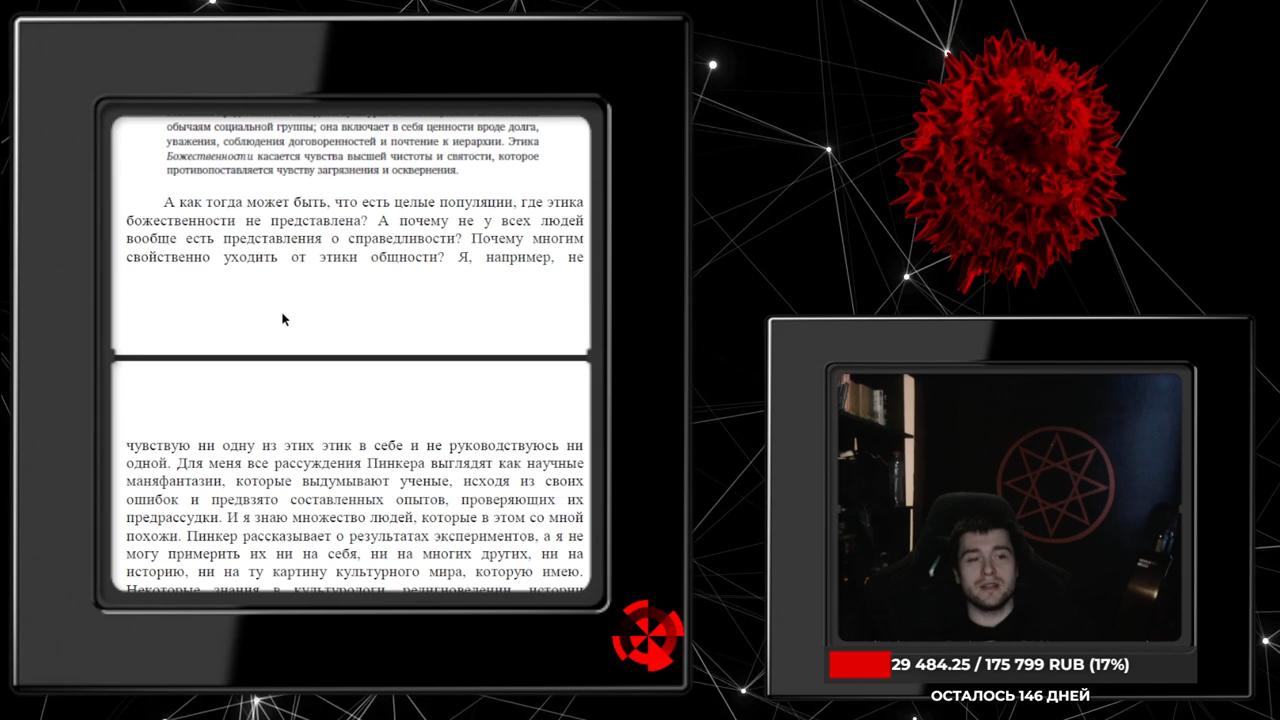 обычаям социальной группы; она включает в себя ценности вроде долга,
уважения, соблюдения договоренностей и почтение к иерархии. Этика
Божественности касается чувства высшей чистоты и святости, которое
противопоставляется чувству загрязнения и осквернения.
А как тогда может быть, что есть целые популяции, где этика
божественности не представлена? А почему не у всех людей
вообще есть представления о справедливости? Почему многим
свойственно уходить от этики общности? Я, например, не
чувствую ни одну из этих этик в себе и не руководствуюсь ни
одной. Для меня все рассуждения Пинкера выглядят как научные
маняфантазии, которые выдумывают ученые, исходя из своих
ошибок и предвзято составленных опытов, проверяющих их
предрассудки. И я знаю множество людей, которые в этом со мной
похожи. Пинкер рассказывает о результатах экспериментов, а я не
могу примерить их ни на себя, ни на многих других, ни на
историю, ни на ту картину культурного мира, которую имею.
Некоторые знания в культурологи, религиоведении, истории
29 484.25 / 175 799 RUB (17%)
ОСТАЛОСЬ 146 ДНЕЙ